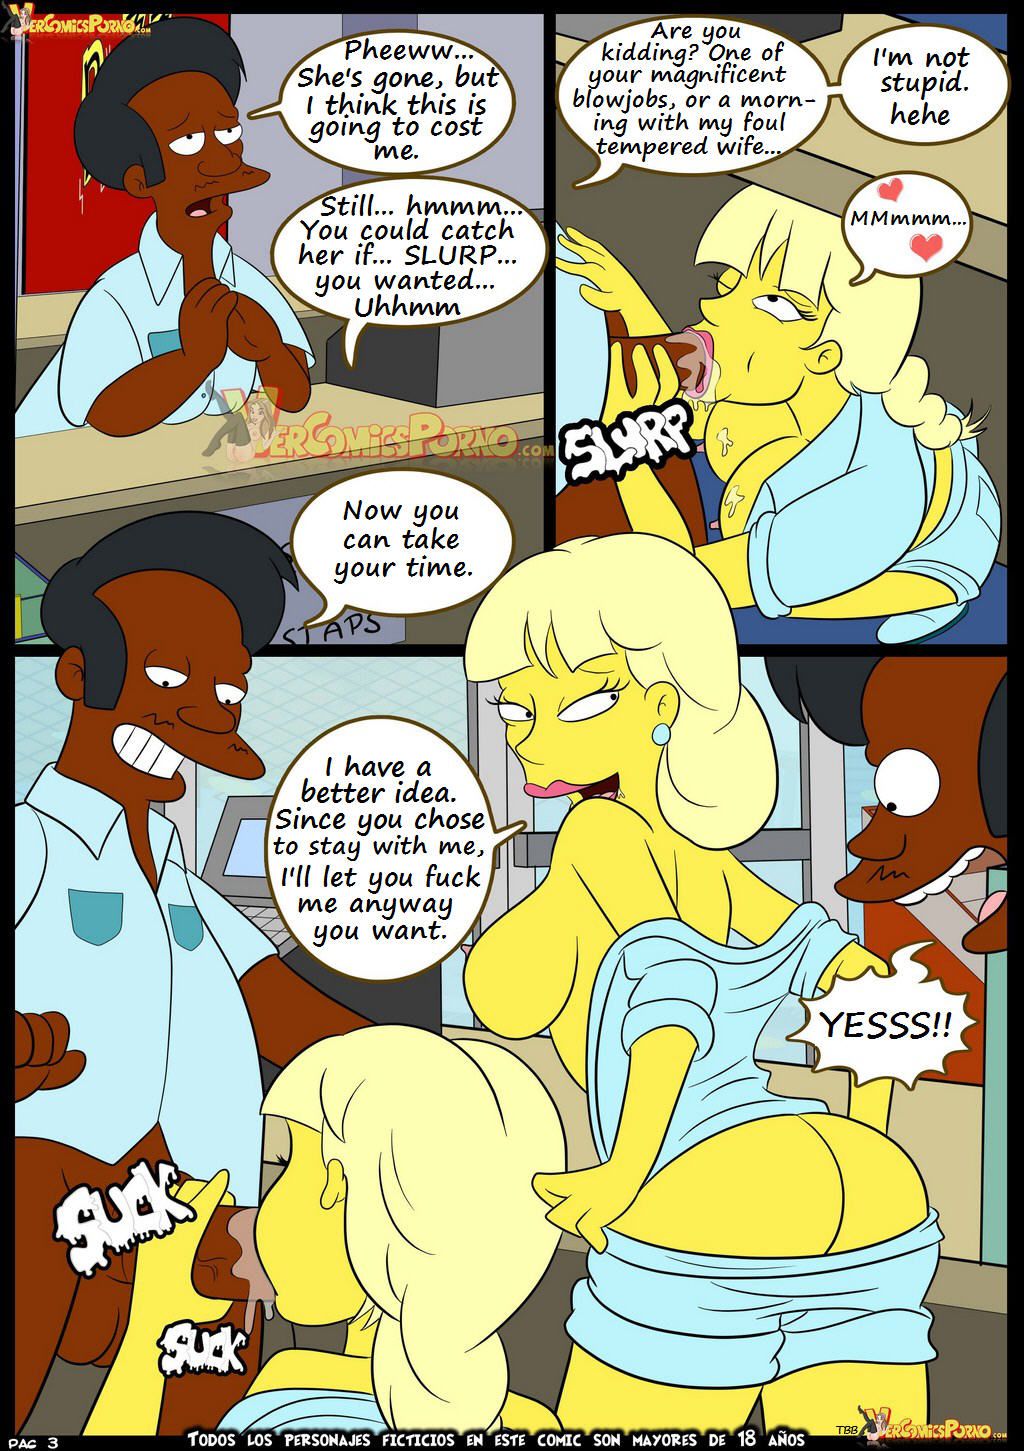 VerComicsPorno.com
Pheeww...
She's gone, but
I think this is
going to cost
me.
Still... hmmm...
You could catch
her if... SLURP...
you wanted...
Uhhmm
VerComicsPorno.com
Are you
kidding? One of
your magnificent
blowjobs, or a morn-
ing with my foul
tempered wife...
I'm not
stupid.
hehe
MMmmm...
SLURP
Now you
can take
your time.
STAPS
I have a
better idea.
Since you chose
to stay with me,
I'll let you fuck
me anyway
you want.
YESSS!!
SUCK
SUCK
TBB VerComicsPorno.com
PAG 3
Todos los personajes ficticios en este comic son mayores de 18 años